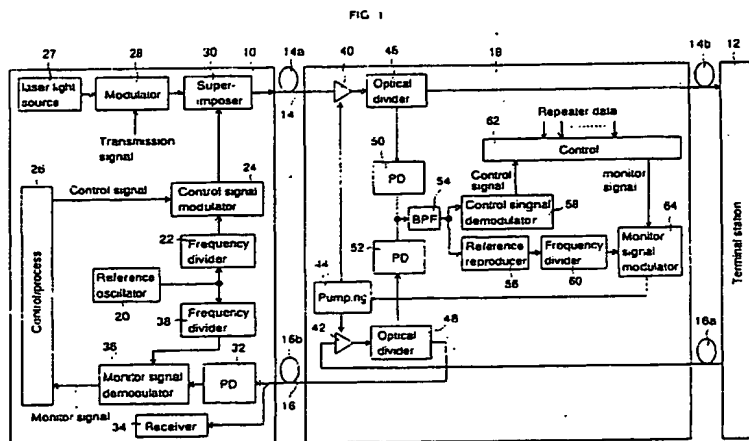 FIG 1
27
28
30
10
14a
40
45
18
14b
12
laser light
source
Modulator
Super-
imposer
Optical
divider
14
Transmission
signal
Repeater data
62
Control
50
PD
Control
signal
monitor
signal
26
Control signal
24
Control signal
modulator
54
BPF
Control singnal
demodulator
58
64
52
PD
22
Frequency
divider
Reference
reproducer
56
Frequency
divider
60
Monitor
signal
modulator
Reference
oscillator
20
38
Frequency
divider
44
Pumping
Control/process
Terminal station
42
Optical
divider
48
16b
16a
36
32
Monitor signal
demodulator
PD
16
Monitor signal
34
Receiver